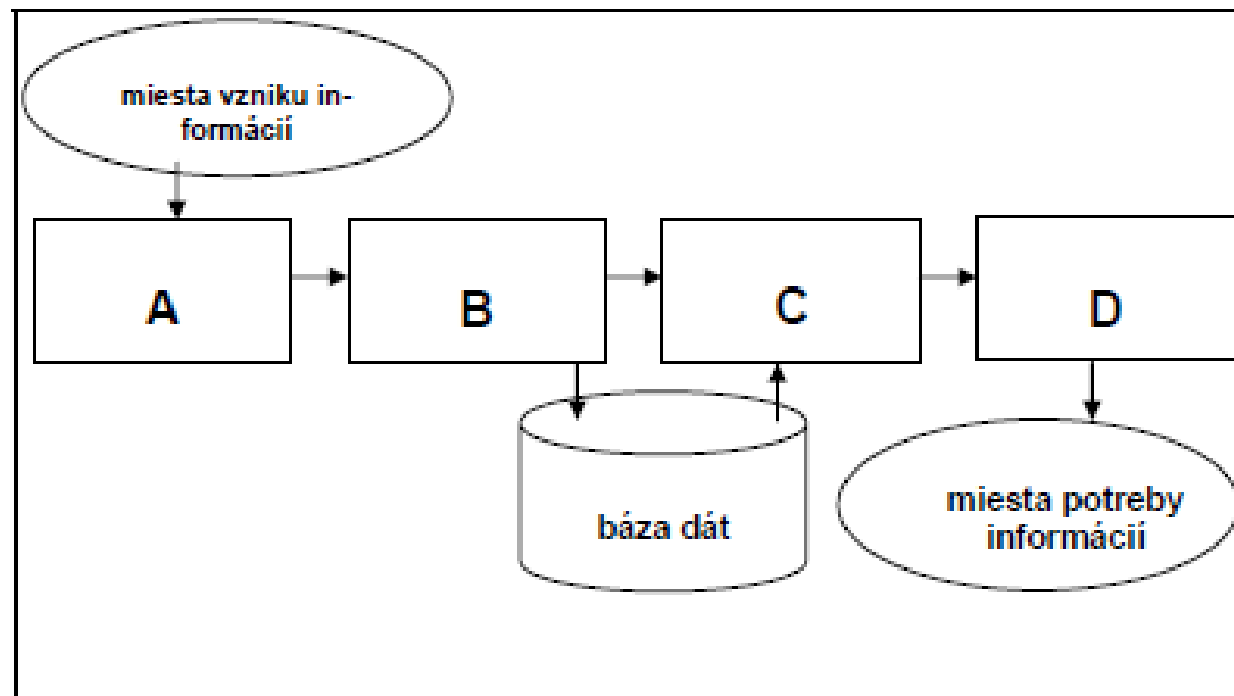 miesta vzniku in-
formácií
A
B
C
D
báza dát
miesta potreby
informácií